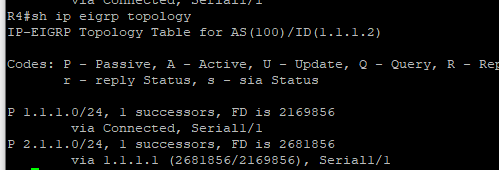 via Connected, Serial1/1
R4#sh ip eigrp topology
IP-EIGRP Topology Table for AS(100)/ID(1.1.1.2)
Codes: P - Passive, A - Active, U - Update, Q - Query, R - Rep
r - reply Status, s - sia Status
P 1.1.1.0/24, 1 successors, FD is 2169856
via Connected, Serial1/1
P 2.1.1.0/24, 1 successors, FD is 2681856
via 1.1.1.1 (2681856/2169856), Serial1/1